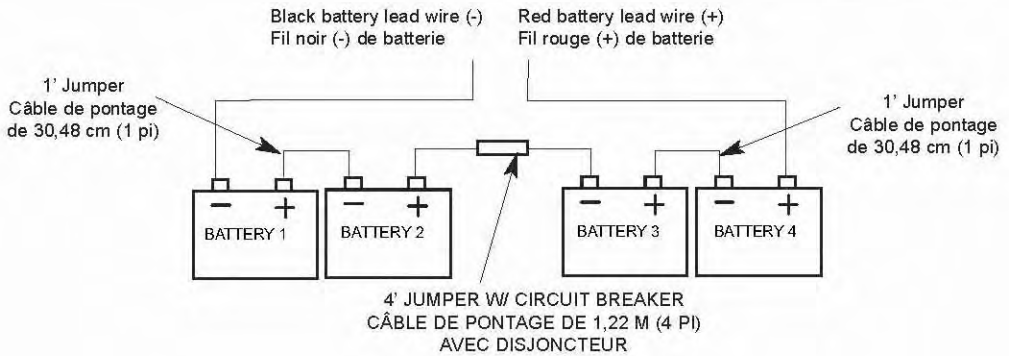 Black battery lead wire (-)
Fil noir (-) de batterie
Red battery lead wire (+)
Fil rouge (+) de batterie
1' Jumper
Câble de pontage
de 30,48 cm (1 pi)
1' Jumper
Câble de pontage
de 30,48 cm (1 pi)
− +
BATTERY 1
− +
BATTERY 2
− +
BATTERY 3
− +
BATTERY 4
4' JUMPER W/ CIRCUIT BREAKER
CÂBLE DE PONTAGE DE 1,22 M (4 PI)
AVEC DISJONCTEUR